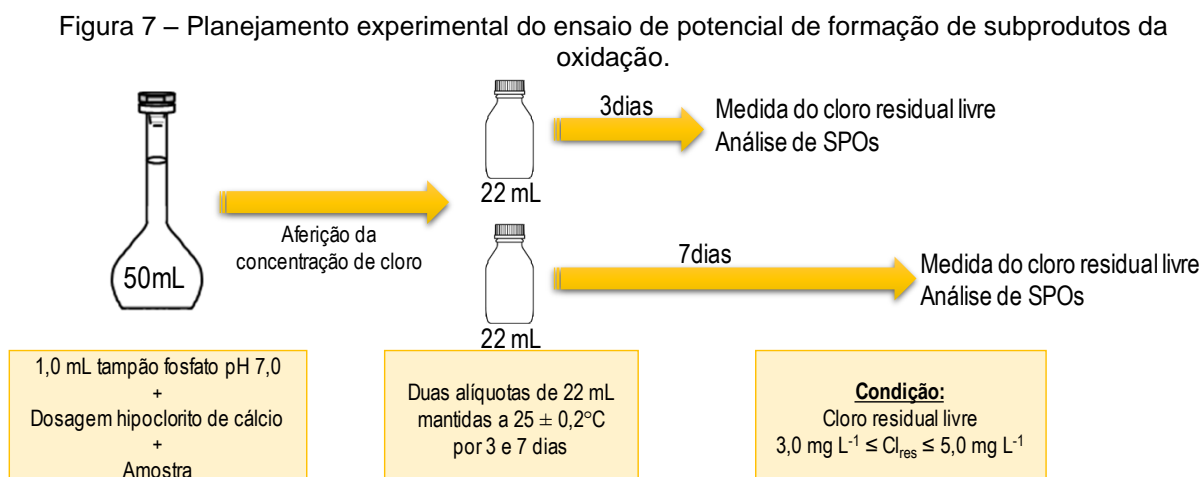 Figura 7 – Planejamento experimental do ensaio de potencial de formação de subprodutos da
oxidação.
3dias
Medida do cloro residual livre
Análise de SPOs
22 mL
Aferição da
concentração de cloro
50mL
7dias
Medida do cloro residual livre
Análise de SPOs
22 mL
1,0 mL tampão fosfato pH 7,0
+
Dosagem hipoclorito de cálcio
+
Amostra
Duas alíquotas de 22 mL
mantidas a 25 ± 0,2°C
por 3 e 7 dias
Condição:
Cloro residual livre
3,0 mg L⁻¹ ≤ Cl_res ≤ 5,0 mg L⁻¹